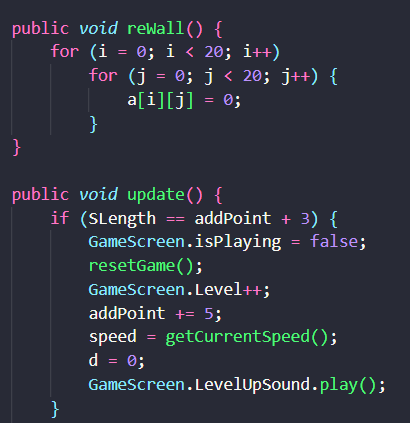 public void reWall() {
    for (i = 0; i < 20; i++)
        for (j = 0; j < 20; j++) {
            a[i][j] = 0;
        }
}

public void update() {
    if (SLength == addPoint + 3) {
        GameScreen.isPlaying = false;
        resetGame();
        GameScreen.Level++;
        addPoint += 5;
        speed = getCurrentSpeed();
        d = 0;
        GameScreen.LevelUpSound.play();
    }